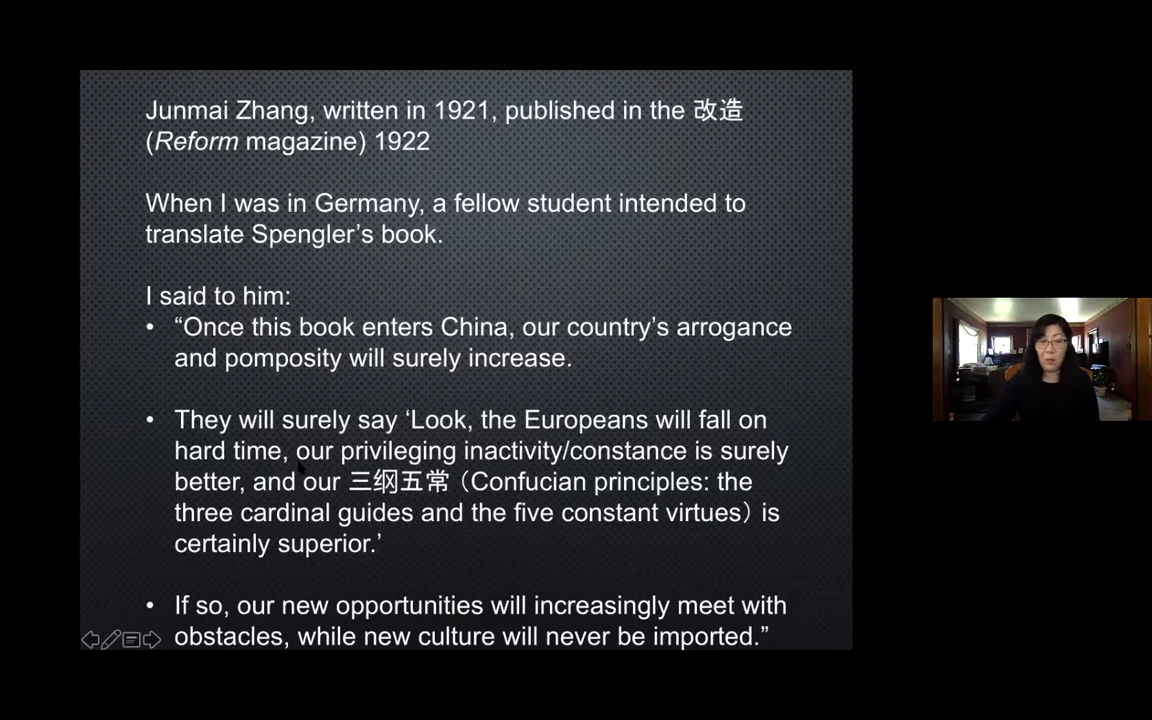 Junmai Zhang, written in 1921, published in the 改造
(Reform magazine) 1922
When I was in Germany, a fellow student intended to
translate Spengler’s book.
I said to him:
• “Once this book enters China, our country’s arrogance
and pomposity will surely increase.
• They will surely say ‘Look, the Europeans will fall on
hard time, our privileging inactivity/constance is surely
better, and our 三纲五常（Confucian principles: the
three cardinal guides and the five constant virtues）is
certainly superior.’
• If so, our new opportunities will increasingly meet with
obstacles, while new culture will never be imported.”